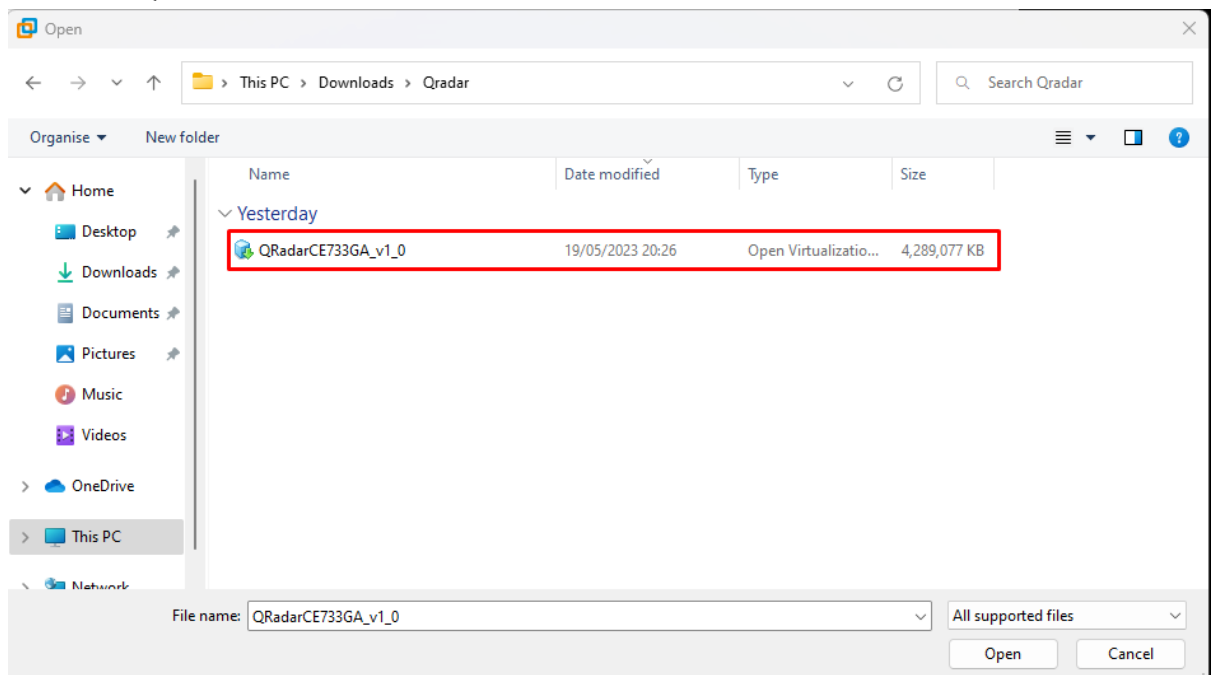 Open
This PC > Downloads > Qradar
Search Qradar
Organise
New folder
Name
Date modified
Type
Size
Home
Desktop
Downloads
Documents
Pictures
Music
Videos
OneDrive
This PC
Network
Yesterday
QRadarCE733GA_v1_0 19/05/2023 20:26 Open Virtualizatio... 4,289,077 KB
File name: QRadarCE733GA_v1_0
All supported files
Open
Cancel